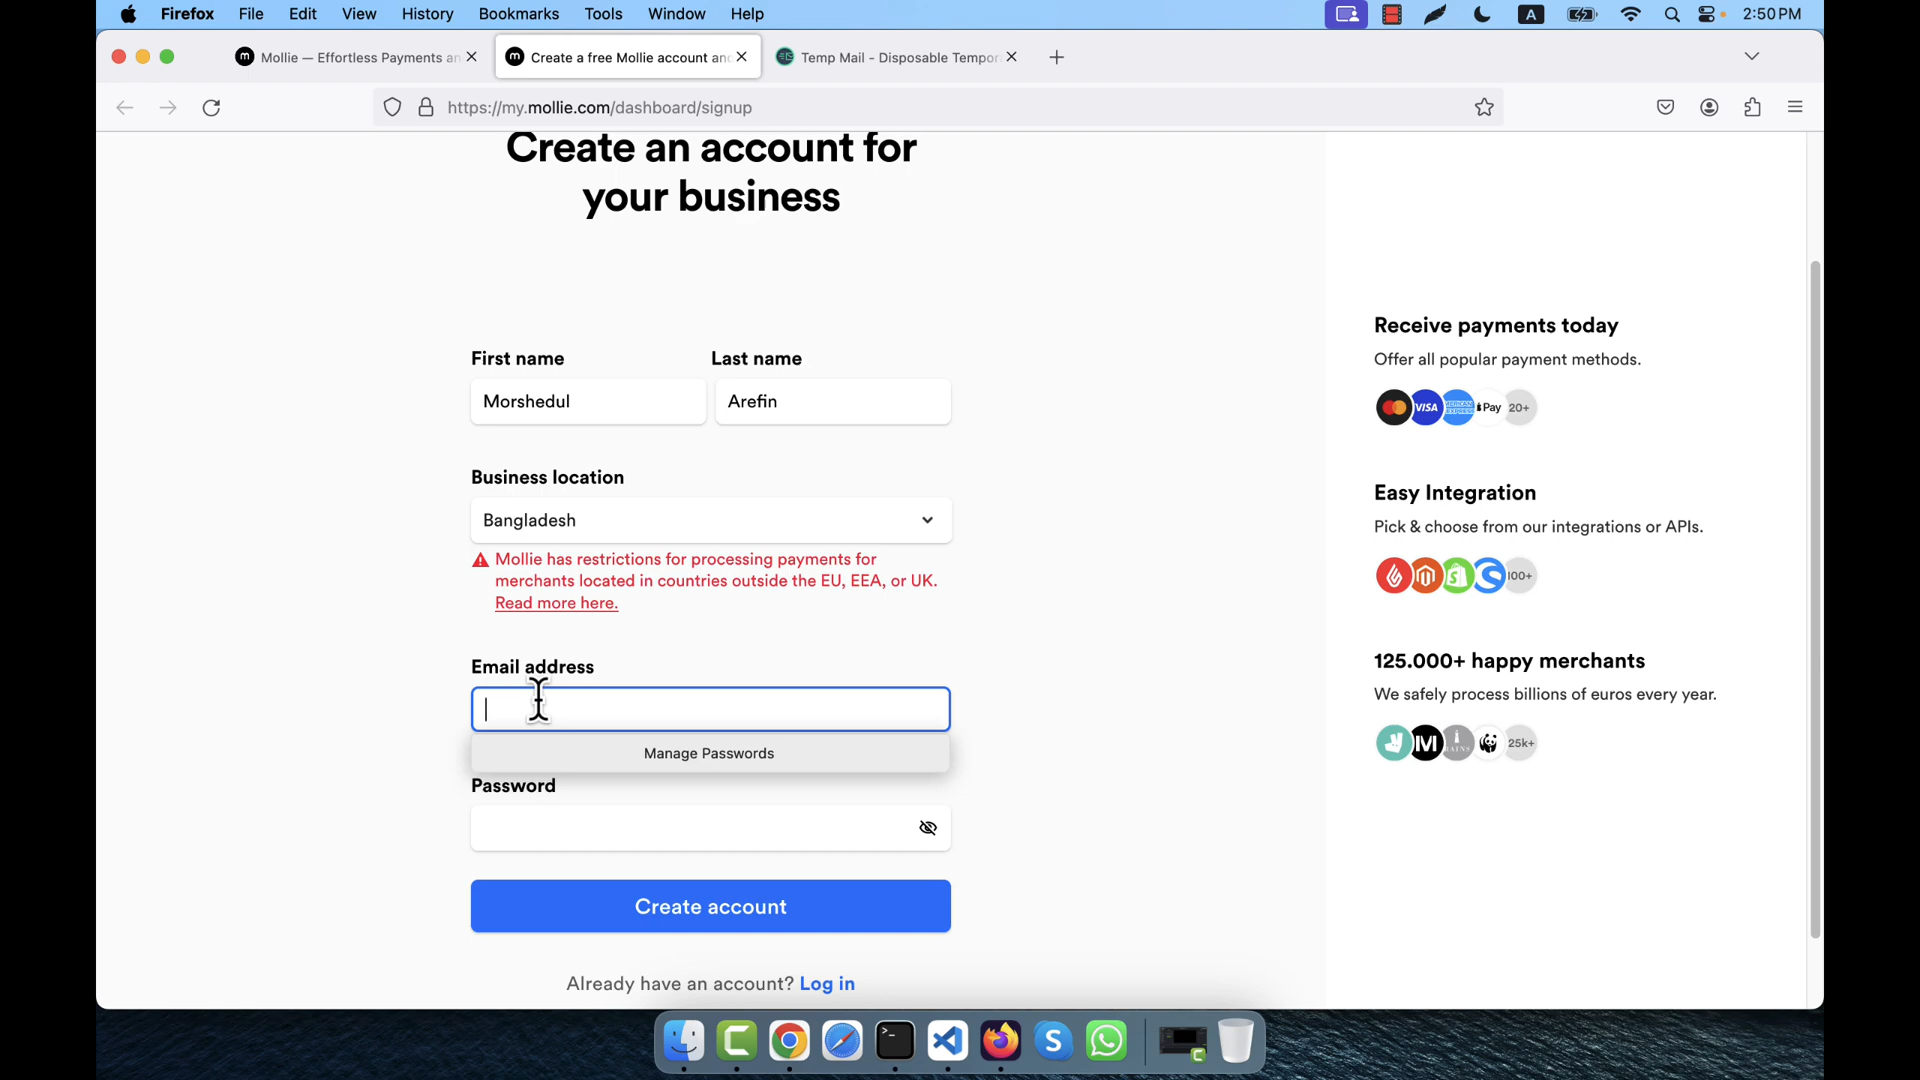 Firefox File Edit View History Bookmarks Tools Window Help A 2:50 PM
Mollie — Effortless Payments an Create a free Mollie account and Temp Mail - Disposable Tempor
https://my.mollie.com/dashboard/signup
Create an account for
your business
First name Last name
Morshedul Arefin
Business location
Bangladesh
Mollie has restrictions for processing payments for
merchants located in countries outside the EU, EEA, or UK.
Read more here.
Email address
Manage Passwords
Password
Create account
Already have an account? Log in
Receive payments today
Offer all popular payment methods.
VISA AMERICAN EXPRESS Pay 20+
Easy Integration
Pick & choose from our integrations or APIs.
100+
125.000+ happy merchants
We safely process billions of euros every year.
25k+